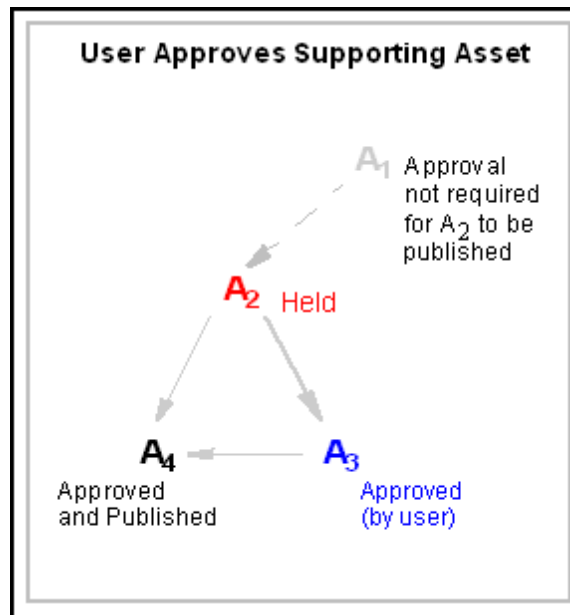 User Approves Supporting Asset
A1
Approval
not required
for A2 to be
published
A2 Held
A4
A3
Approved
and Published
Approved
(by user)